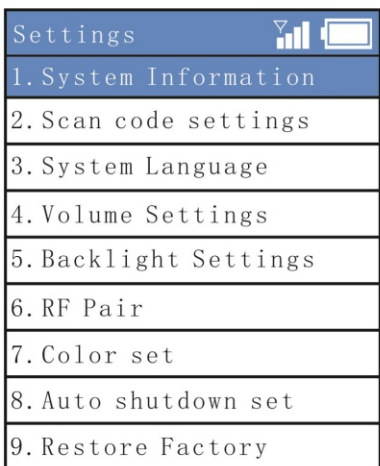 Settings
1.System Information
2.Scan code settings
3.System Language
4.Volume Settings
5.Backlight Settings
6.RF Pair
7.Color set
8.Auto shutdown set
9.Restore Factory